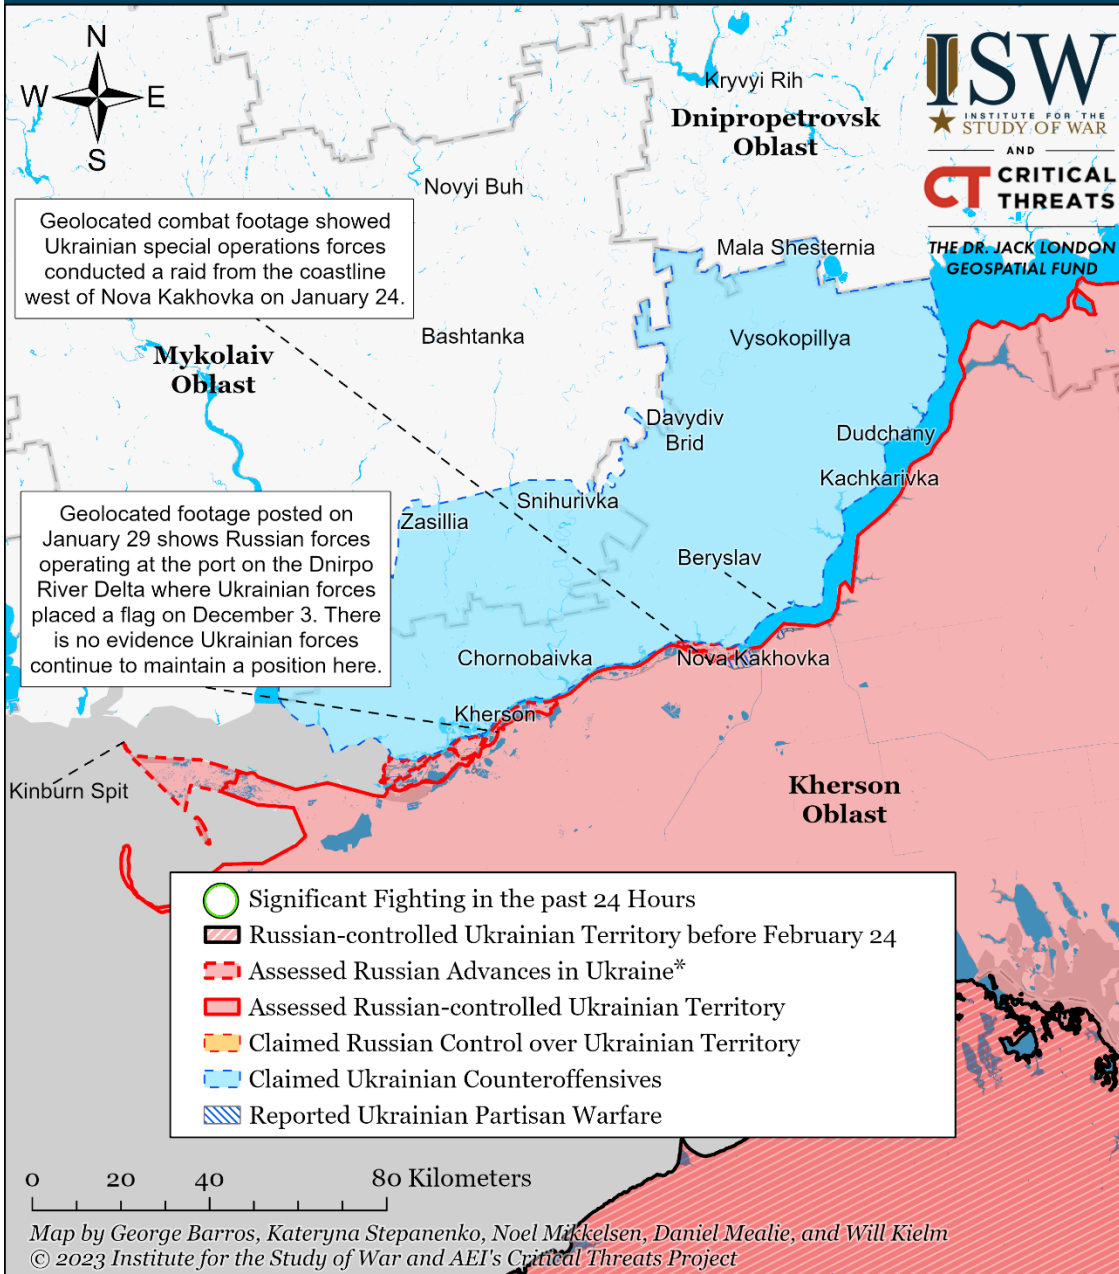 N
W
E
S
ISW
INSTITUTE FOR THE
STUDY OF WAR
AND
CT CRITICAL
THREATS
THE DR. JACK LONDON
GEOSPATIAL FUND
Kryvyi Rih
Dnipropetrovsk
Oblast
Novyi Buh
Geolocated combat footage showed
Ukrainian special operations forces
conducted a raid from the coastline
west of Nova Kakhovka on January 24.
Mala Shesternia
Bashtanka
Vysokopillya
Mykolaiv
Oblast
Davydiv
Brid
Dudchany
Kachkarivka
Snihurivka
Zasillia
Geolocated footage posted on
January 29 shows Russian forces
operating at the port on the Dnirpo
River Delta where Ukrainian forces
placed a flag on December 3. There
is no evidence Ukrainian forces
continue to maintain a position here.
Beryslav
Chornobaivka
Nova Kakhovka
Kherson
Kinburn Spit
Kherson
Oblast
Significant Fighting in the past 24 Hours
Russian-controlled Ukrainian Territory before February 24
Assessed Russian Advances in Ukraine*
Assessed Russian-controlled Ukrainian Territory
Claimed Russian Control over Ukrainian Territory
Claimed Ukrainian Counteroffensives
Reported Ukrainian Partisan Warfare
0 20 40 80 Kilometers
Map by George Barros, Kateryna Stepanenko, Noel Mikkelsen, Daniel Mealie, and Will Kielm
© 2023 Institute for the Study of War and AEI's Critical Threats Project